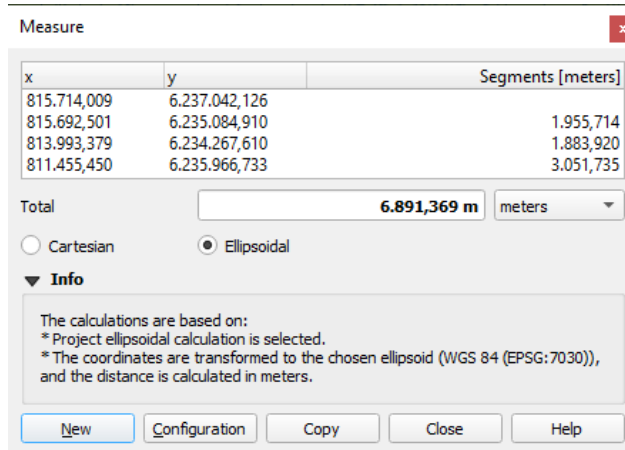 Measure
x
x y Segments [meters]
815.714,009 6.237.042,126
815.692,501 6.235.084,910 1.955,714
813.993,379 6.234.267,610 1.883,920
811.455,450 6.235.966,733 3.051,735
Total 6.891,369 m meters
Cartesian Ellipsoidal
Info
The calculations are based on:
* Project ellipsoidal calculation is selected.
* The coordinates are transformed to the chosen ellipsoid (WGS 84 (EPSG:7030)),
and the distance is calculated in meters.
New Configuration Copy Close Help